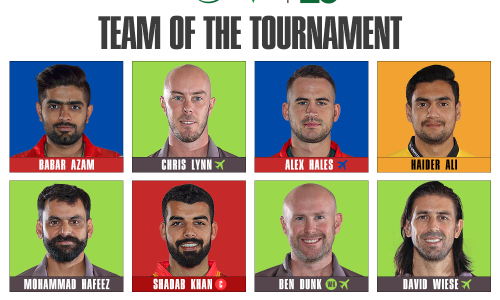 TEAM OF THE TOURNAMENT
BABAR AZAM
CHRIS LYNN
ALEX HALES
HAIDER ALI
MOHAMMAD HAFEEZ
SHADAB KHAN C
BEN DUNK WK
DAVID WIESE